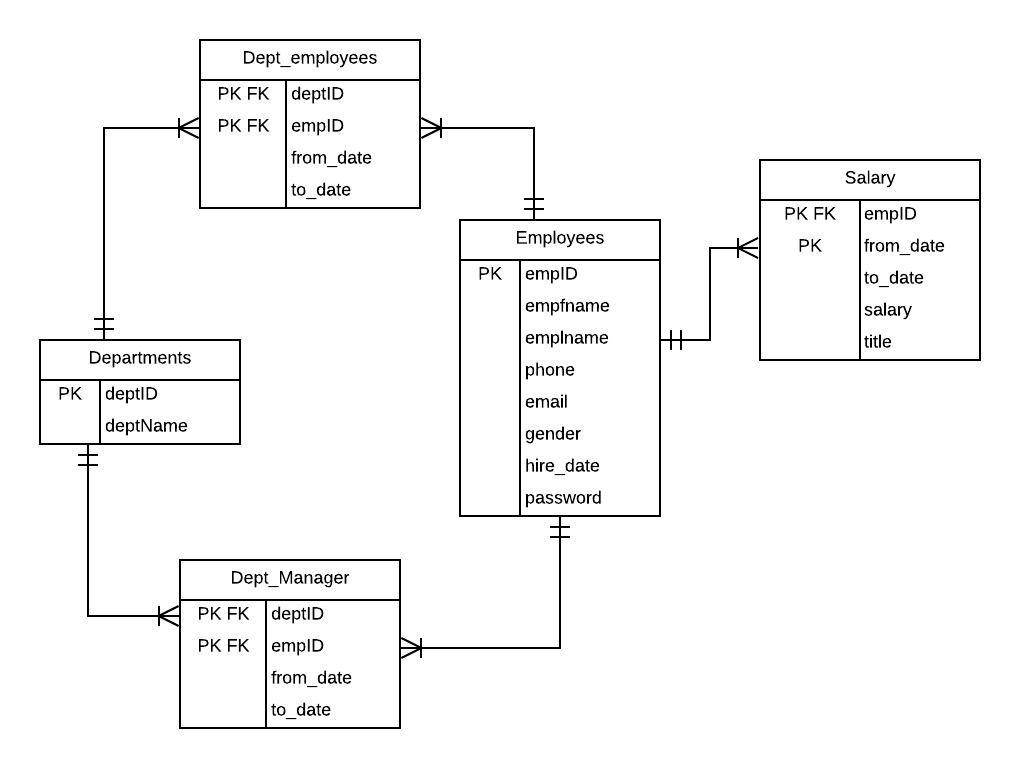 Dept_employees
PK FK deptID
PK FK empID
from_date
to_date
Salary
PK FK empID
PK from_date
to_date
salary
title
Employees
PK empID
empfname
emplname
phone
email
gender
hire_date
password
Departments
PK deptID
deptName
Dept_Manager
PK FK deptID
PK FK empID
from_date
to_date